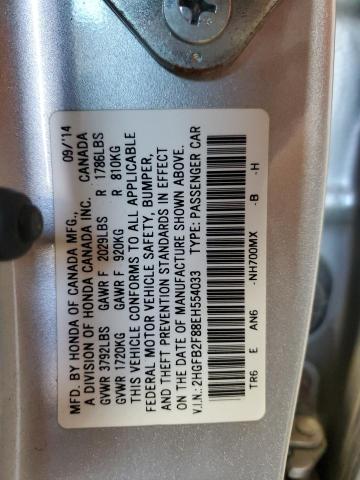 MFD. BY HONDA OF CANADA MFG., 09/14
A DIVISION OF HONDA CANADA INC. CANADA
GVWR 3792LBS GAWR F 2029LBS R 1786LBS
GVWR 1720KG GAWR F 920KG R 810KG
THIS VEHICLE CONFORMS TO ALL APPLICABLE
FEDERAL MOTOR VEHICLE SAFETY, BUMPER,
AND THEFT PREVENTION STANDARDS IN EFFECT
ON THE DATE OF MANUFACTURE SHOWN ABOVE.
V.I.N.: 2HGFB2F88EH554033 TYPE: PASSENGER CAR
TR6 E AN6 -NH700MX -B -H